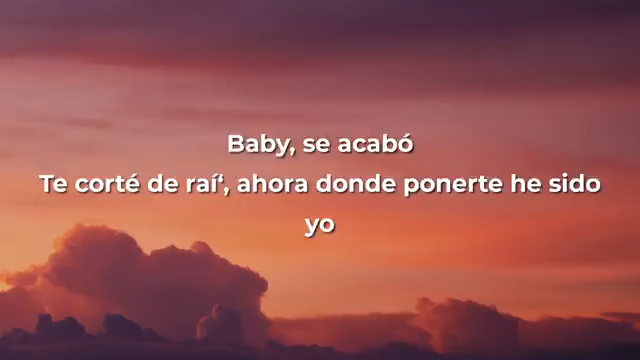 Baby, se acabó
Te corté de raí‘, ahora donde ponerte he sido
yo